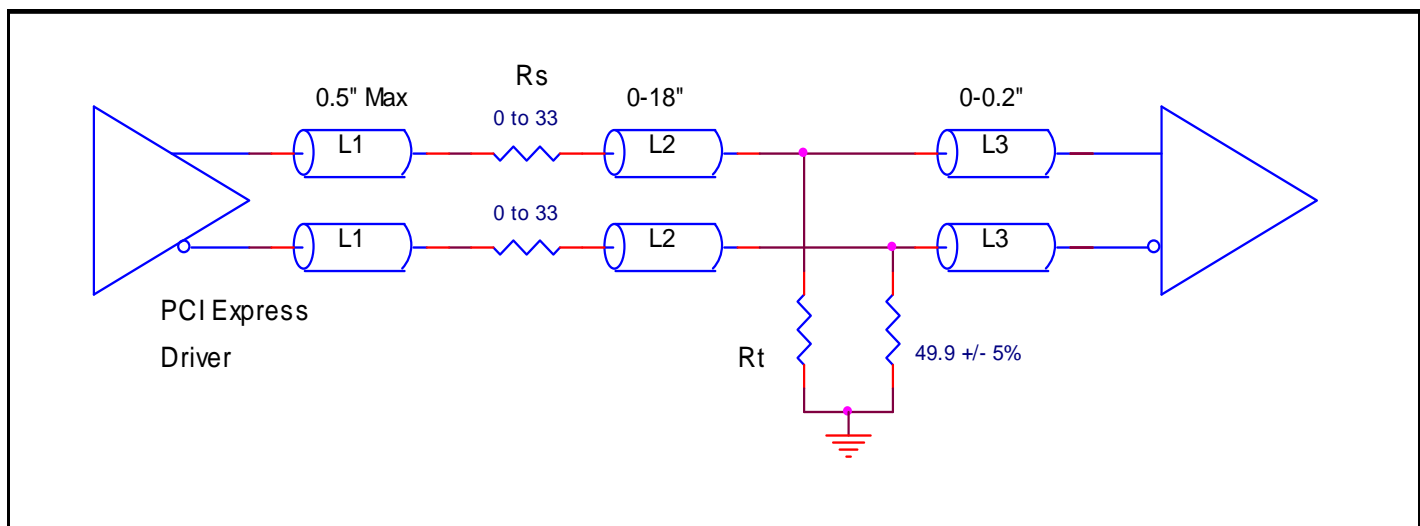 Rs
0.5" Max
0-18"
0-0.2"
0 to 33
L1
L2
L3
0 to 33
L1
L2
L3
PCI Express
Driver
Rt
49.9 +/- 5%